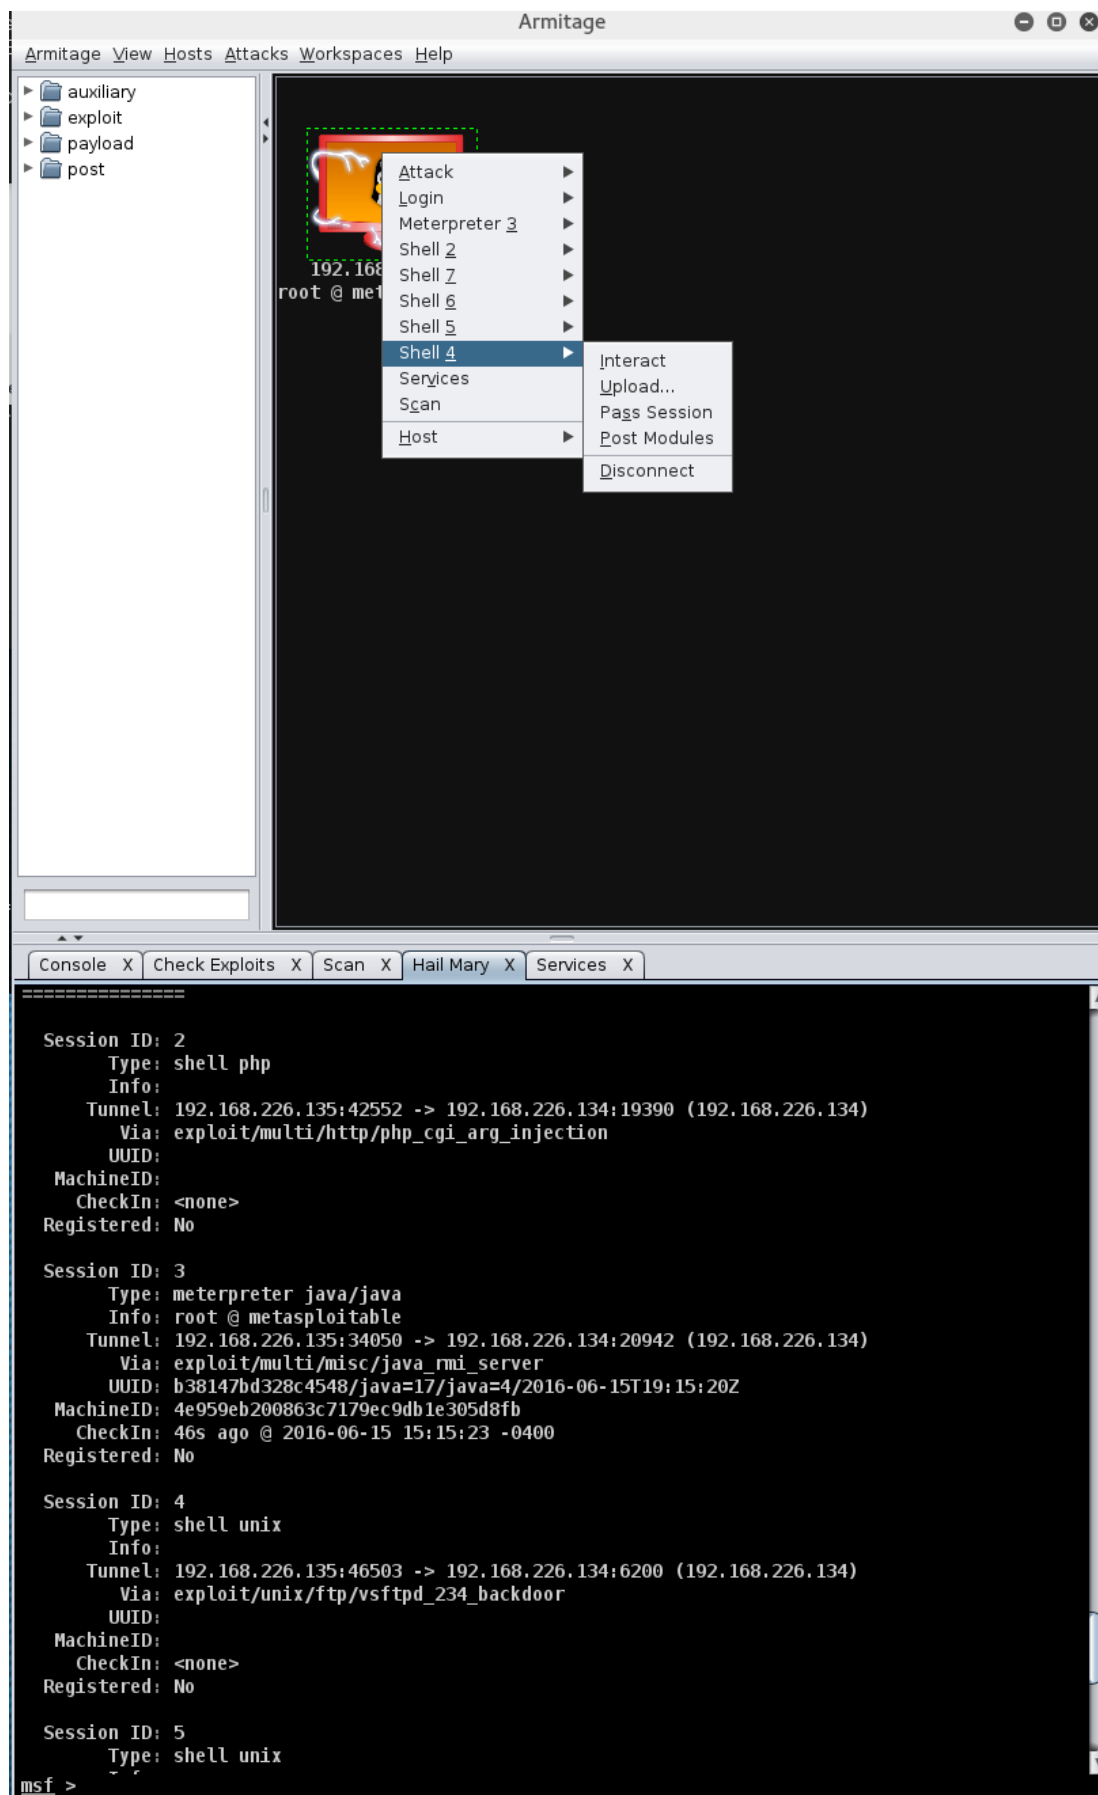 Armitage
Armitage View Hosts Attacks Workspaces Help
auxiliary
exploit
payload
post
192.168
root @ met
Attack
Login
Meterpreter 3
Shell 2
Shell 7
Shell 6
Shell 5
Shell 4
Services
Scan
Host
Interact
Upload...
Pass Session
Post Modules
Disconnect
Console X Check Exploits X Scan X Hail Mary X Services X
===============
Session ID: 2
Type: shell php
Info:
Tunnel: 192.168.226.135:42552 -> 192.168.226.134:19390 (192.168.226.134)
Via: exploit/multi/http/php_cgi_arg_injection
UUID:
MachineID:
CheckIn: <none>
Registered: No
Session ID: 3
Type: meterpreter java/java
Info: root @ metasploitable
Tunnel: 192.168.226.135:34050 -> 192.168.226.134:20942 (192.168.226.134)
Via: exploit/multi/misc/java_rmi_server
UUID: b38147bd328c4548/java=17/java=4/2016-06-15T19:15:20Z
MachineID: 4e959eb200863c7179ec9db1e305d8fb
CheckIn: 46s ago @ 2016-06-15 15:15:23 -0400
Registered: No
Session ID: 4
Type: shell unix
Info:
Tunnel: 192.168.226.135:46503 -> 192.168.226.134:6200 (192.168.226.134)
Via: exploit/unix/ftp/vsftpd_234_backdoor
UUID:
MachineID:
CheckIn: <none>
Registered: No
Session ID: 5
Type: shell unix
msf >